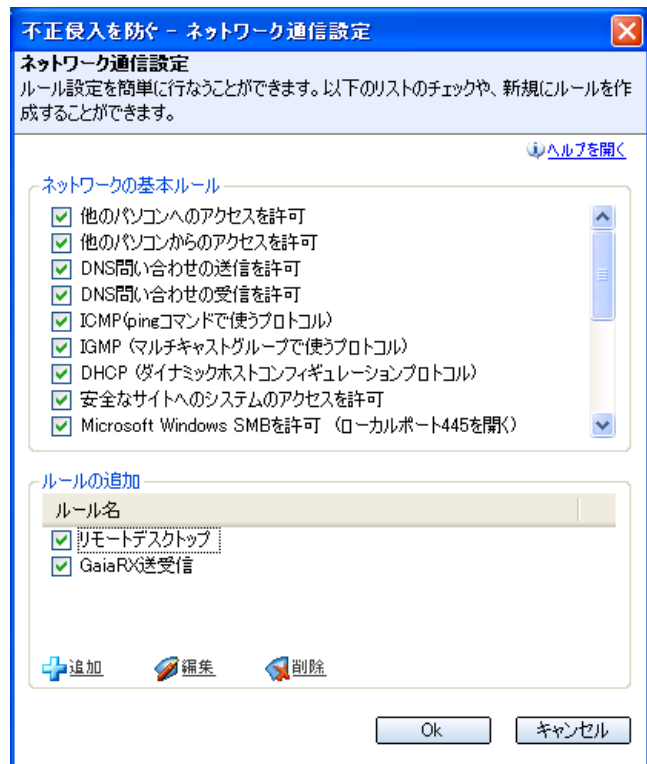 不正侵入を防ぐ - ネットワーク通信設定
ネットワーク通信設定
ルール設定を簡単に行なうことができます。以下のリストのチェックや、新規にルールを作
成することができます。
ヘルプを開く
ネットワークの基本ルール
他のパソコンへのアクセスを許可
他のパソコンからのアクセスを許可
DNS問い合わせの送信を許可
DNS問い合わせの受信を許可
ICMP(pingコマンドで使うプロトコル)
IGMP (マルチキャストグループで使うプロトコル)
DHCP (ダイナミックホストコンフィギュレーションプロトコル)
安全なサイトへのシステムのアクセスを許可
Microsoft Windows SMBを許可 (ローカルポート445を開く)
ルールの追加
ルール名
リモートデスクトップ
GaiaRX送受信
追加 編集 削除
Ok キャンセル